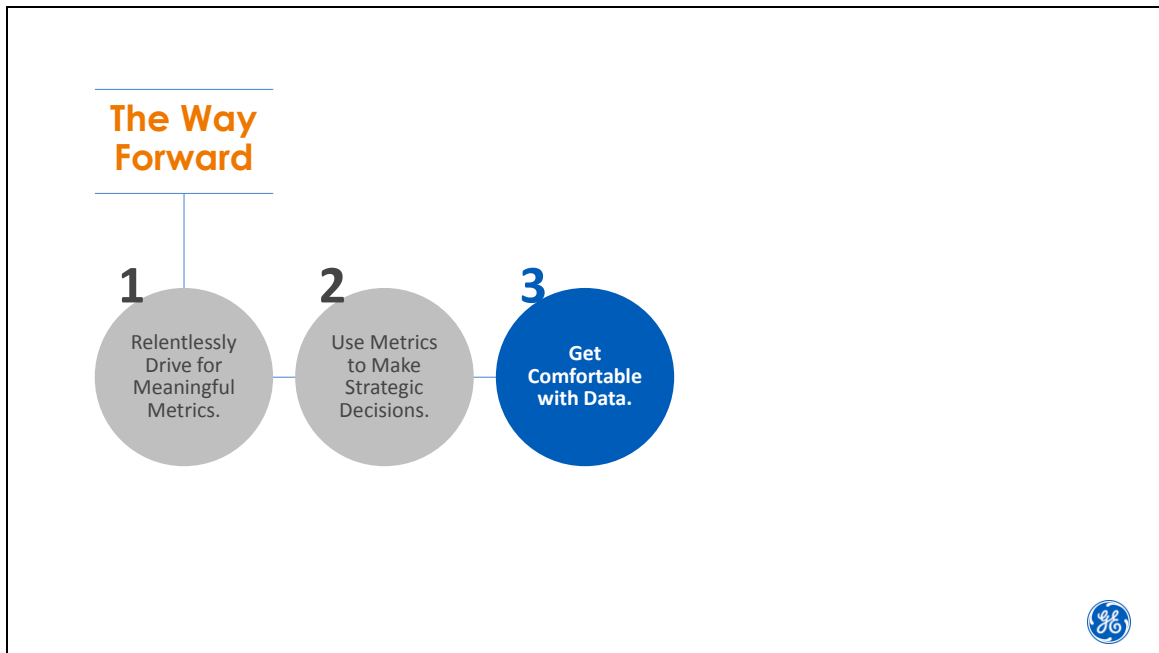 The Way
Forward
1
Relentlessly
Drive for
Meaningful
Metrics.
2
Use Metrics
to Make
Strategic
Decisions.
3
Get
Comfortable
with Data.
GE